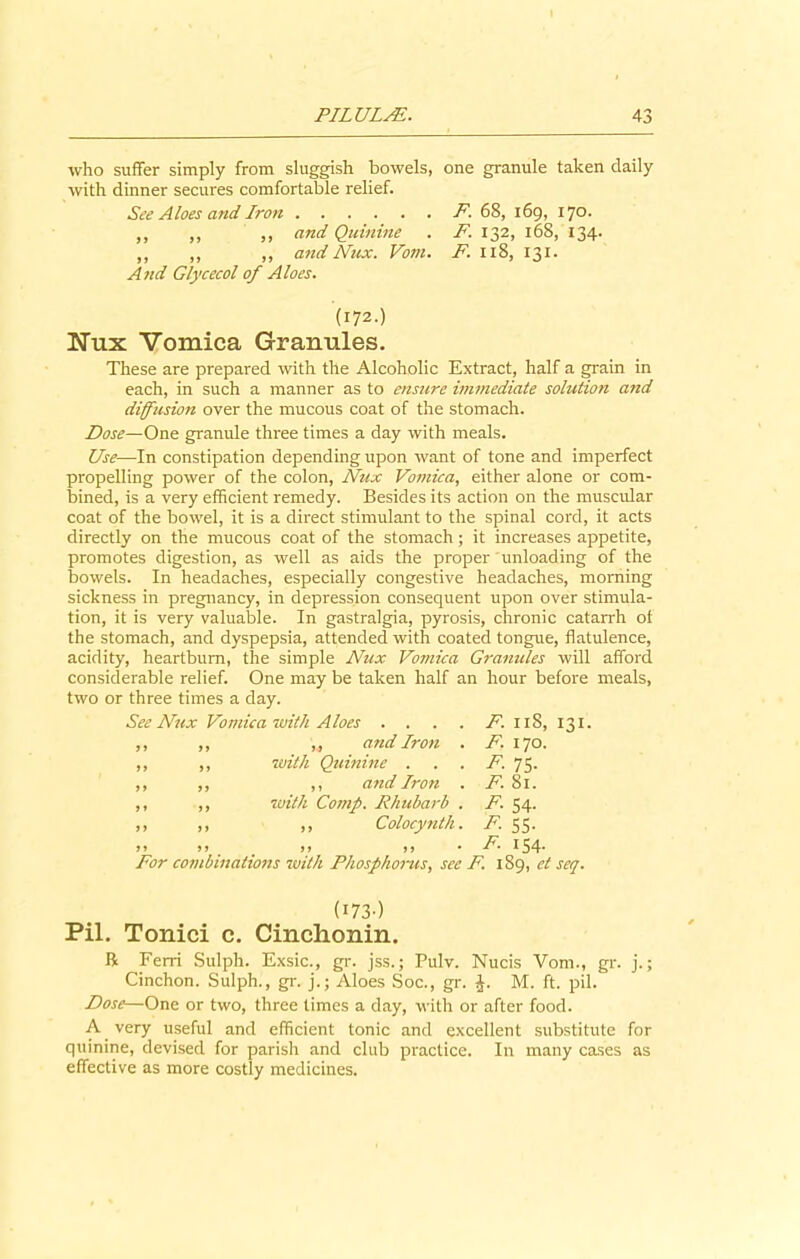 PILULÆ. 43
who suffer simply from sluggish bowels, one granule taken daily
with dinner secures comfortable relief.
See Aloes and Iron . . . . . . F. 68, 169, 170.
,, ,, ,, and Quinine . F. 132, 168, 134.
,, ,, ,, and Nux. Vom. F. 118, 131.
And Glycecol of Aloes.
(172.)
Nux Vomica Granules.
These are prepared with the Alcoholic Extract, half a grain in
each, in such a manner as to ensure immediate solution and
diffusion over the mucous coat of the stomach.
Dose—One granule three times a day with meals.
Use—In constipation depending upon want of tone and imperfect
propelling power of the colon, Nux Vomica, either alone or com-
bined, is a very efficient remedy. Besides its action on the muscular
coat of the bowel, it is a direct stimulant to the spinal cord, it acts
directly on the mucous coat of the stomach; it increases appetite,
promotes digestion, as well as aids the proper unloading of the
bowels. In headaches, especially congestive headaches, morning
sickness in pregnancy, in depression consequent upon over stimula-
tion, it is very valuable. In gastralgia, pyrosis, chronic catarrh of
the stomach, and dyspepsia, attended with coated tongue, flatulence,
acidity, heartburn, the simple Nux Vomica Granules will afford
considerable relief. One may be taken half an hour before meals,
two or three times a day.
See Nux Vomica with Aloes . . . . F. 118, 131.
,, ,, ,, and Iron . F. 170.
,, ,, with Quinine . . . F. 75.
,, ,, ,, and Iron . F. 81.
,, ,, with Comp. Rhubarb . F. 54.
,, ,, ,, Colocynth. F. 55.
,, ,, ,, ,, . F. 154.
For combinations with Phosphorus, see F. 189, et seq.
(173.)
Pil. Tonici c. Cinchonin.
℞ Ferri Sulph. Exsic., gr. jss.; Pulv. Nucis Vom., gr. j.;
Cinchon. Sulph., gr. j.; Aloes Soc., gr. ½. M. ft. pil.
Dose—One or two, three times a day, with or after food.
A very useful and efficient tonic and excellent substitute for
quinine, devised for parish and club practice. In many cases as
effective as more costly medicines.